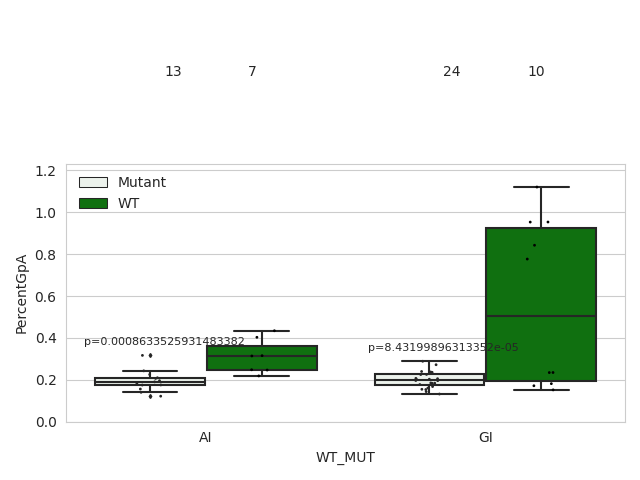 13 7 24 10
PercentGpA
1.2
1.0
0.8
0.6
0.4
0.2
0.0
Mutant
WT
p=0.0008633525931483382
p=8.43199896313352e-05
AI GI
WT_MUT